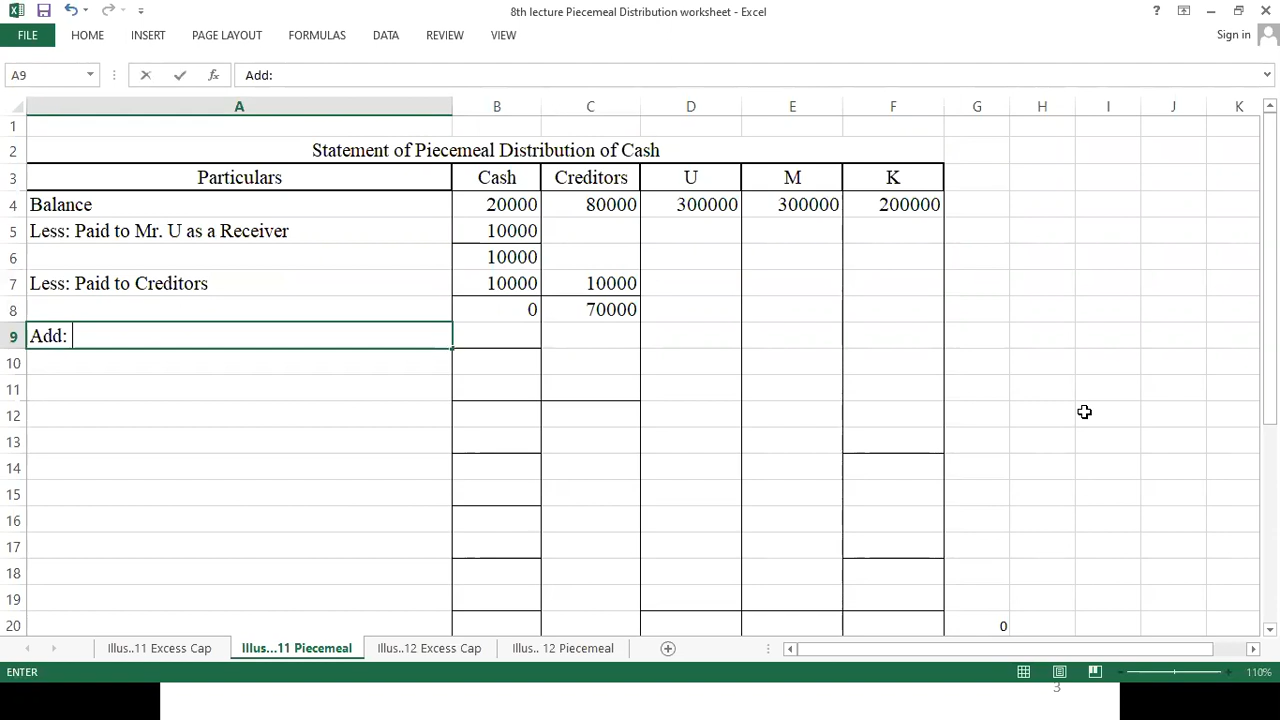 8th lecture Piecemeal Distribution worksheet - Excel
?
FILE HOME INSERT PAGE LAYOUT FORMULAS DATA REVIEW VIEW Sign in
A9 fx Add:
A B C D E F G H I J K
1
2 Statement of Piecemeal Distribution of Cash
3 Particulars Cash Creditors U M K
4 Balance 20000 80000 300000 300000 200000
5 Less: Paid to Mr. U as a Receiver 10000
6 10000
7 Less: Paid to Creditors 10000 10000
8 0 70000
9 Add:
10
11
12
13
14
15
16
17
18
19
20 0
Illus...11 Excess Cap Illus...11 Piecemeal Illus..12 Excess Cap Illus.. 12 Piecemeal
ENTER 110%
3